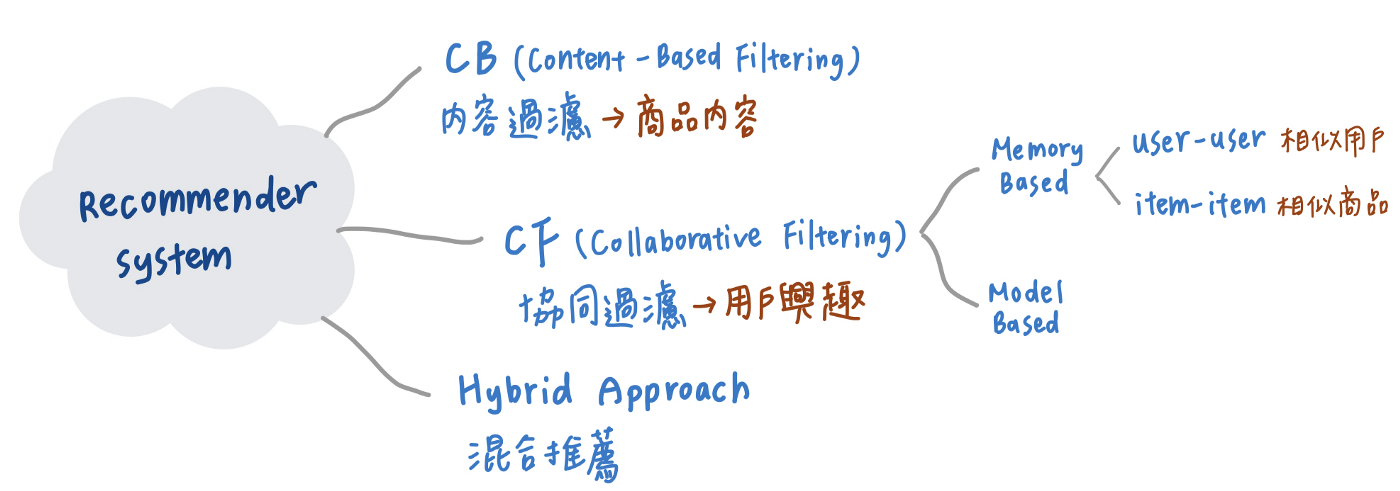 Recommender
system
CB (Content-Based Filtering)
內容過濾 → 商品內容
CF (Collaborative Filtering)
協同過濾 → 用戶興趣
Memory
Based
user-user 相似用戶
item-item 相似商品
Model
Based
Hybrid Approach
混合推薦